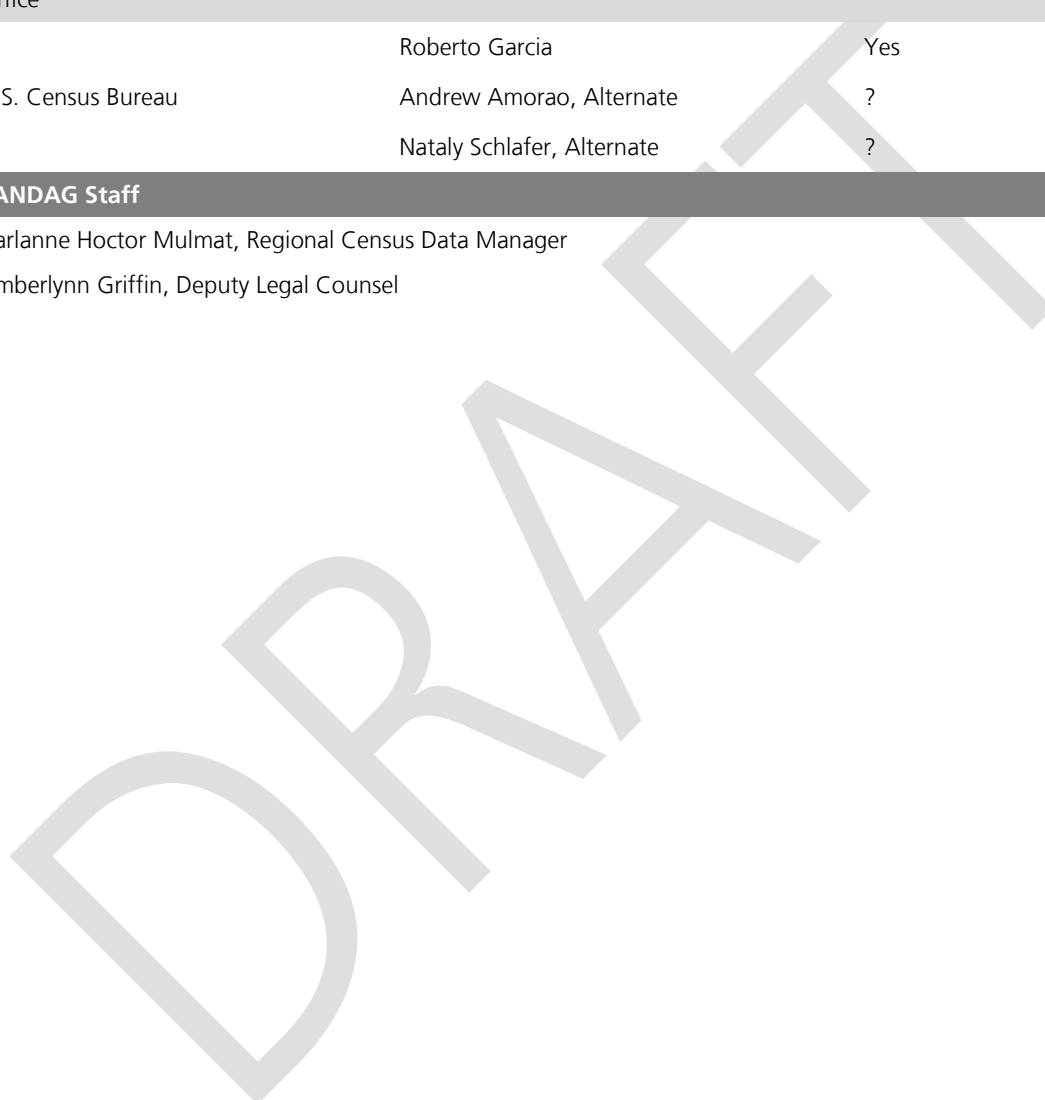 Roberto Garcia Yes
S. Census Bureau Andrew Amorao, Alternate ?
Nataly Schlafer, Alternate ?
ANDAG Staff
arlanne Hoctor Mulmat, Regional Census Data Manager
mberlynn Griffin, Deputy Legal Counsel
DRAFT